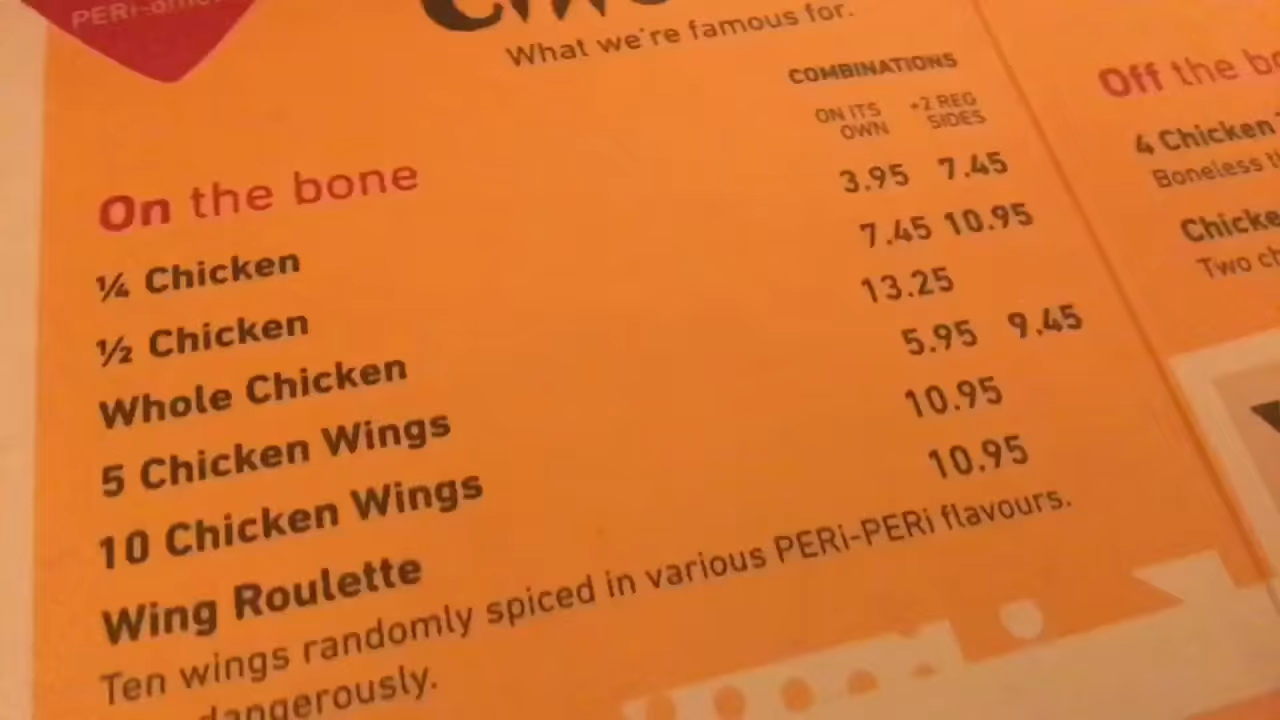 What we're famous for.
COMBINATIONS
ON ITS OWN +2 REG SIDES
On the bone
¼ Chicken 3.95 7.45
½ Chicken 7.45 10.95
Whole Chicken 13.25
5 Chicken Wings 5.95 9.45
10 Chicken Wings 10.95
Wing Roulette 10.95
Ten wings randomly spiced in various PERi-PERi flavours.
dangerously.
Off the
4 Chicken
Boneless
Two